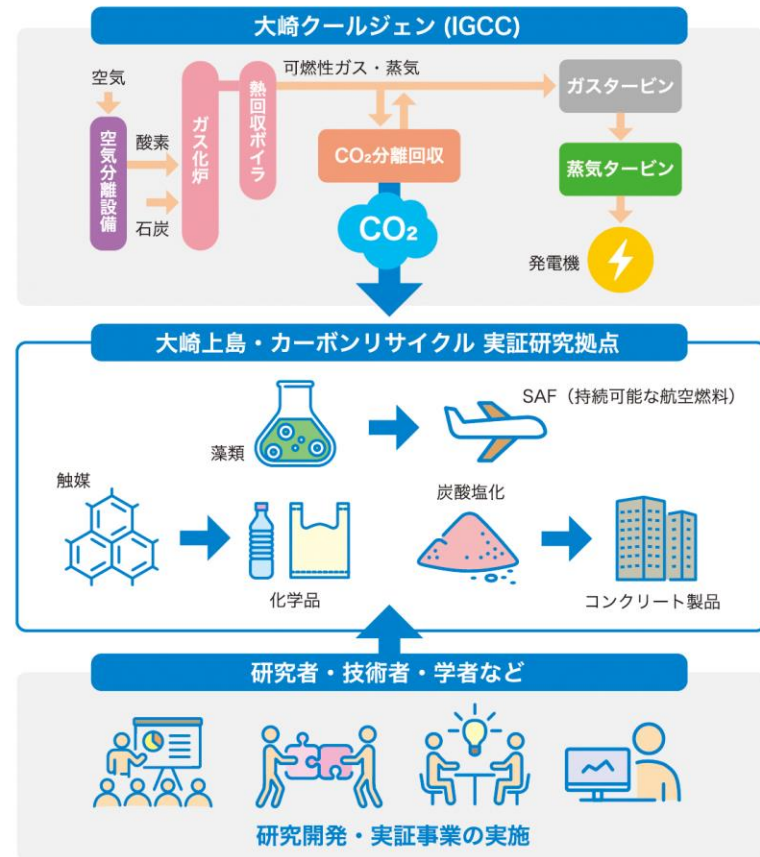 大崎クールジェン (IGCC)
空気
空気分離設備
酸素
石炭
ガス化炉
熱回収ボイラ
可燃性ガス・蒸気
CO₂分離回収
CO₂
ガスタービン
蒸気タービン
発電機
大崎上島・カーボンリサイクル 実証研究拠点
藻類
SAF（持続可能な航空燃料）
触媒
化学品
炭酸塩化
コンクリート製品
研究者・技術者・学者など
研究開発・実証事業の実施